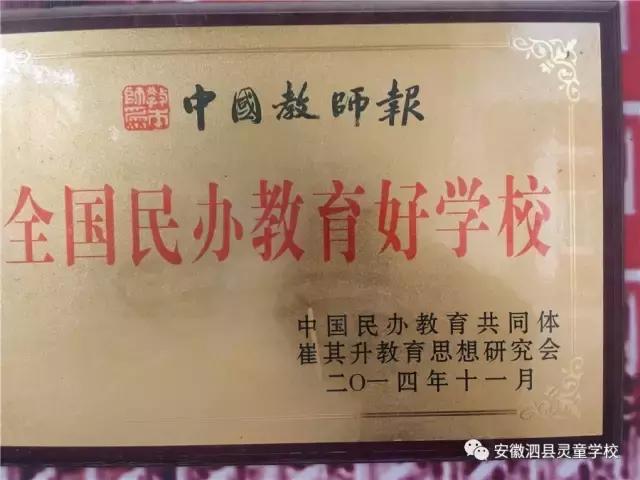 中國教師報
全国民办教育好学校
中国民办教育共同体
崔其升教育思想研究会
二〇一四年十一月
安徽泗县灵童学校